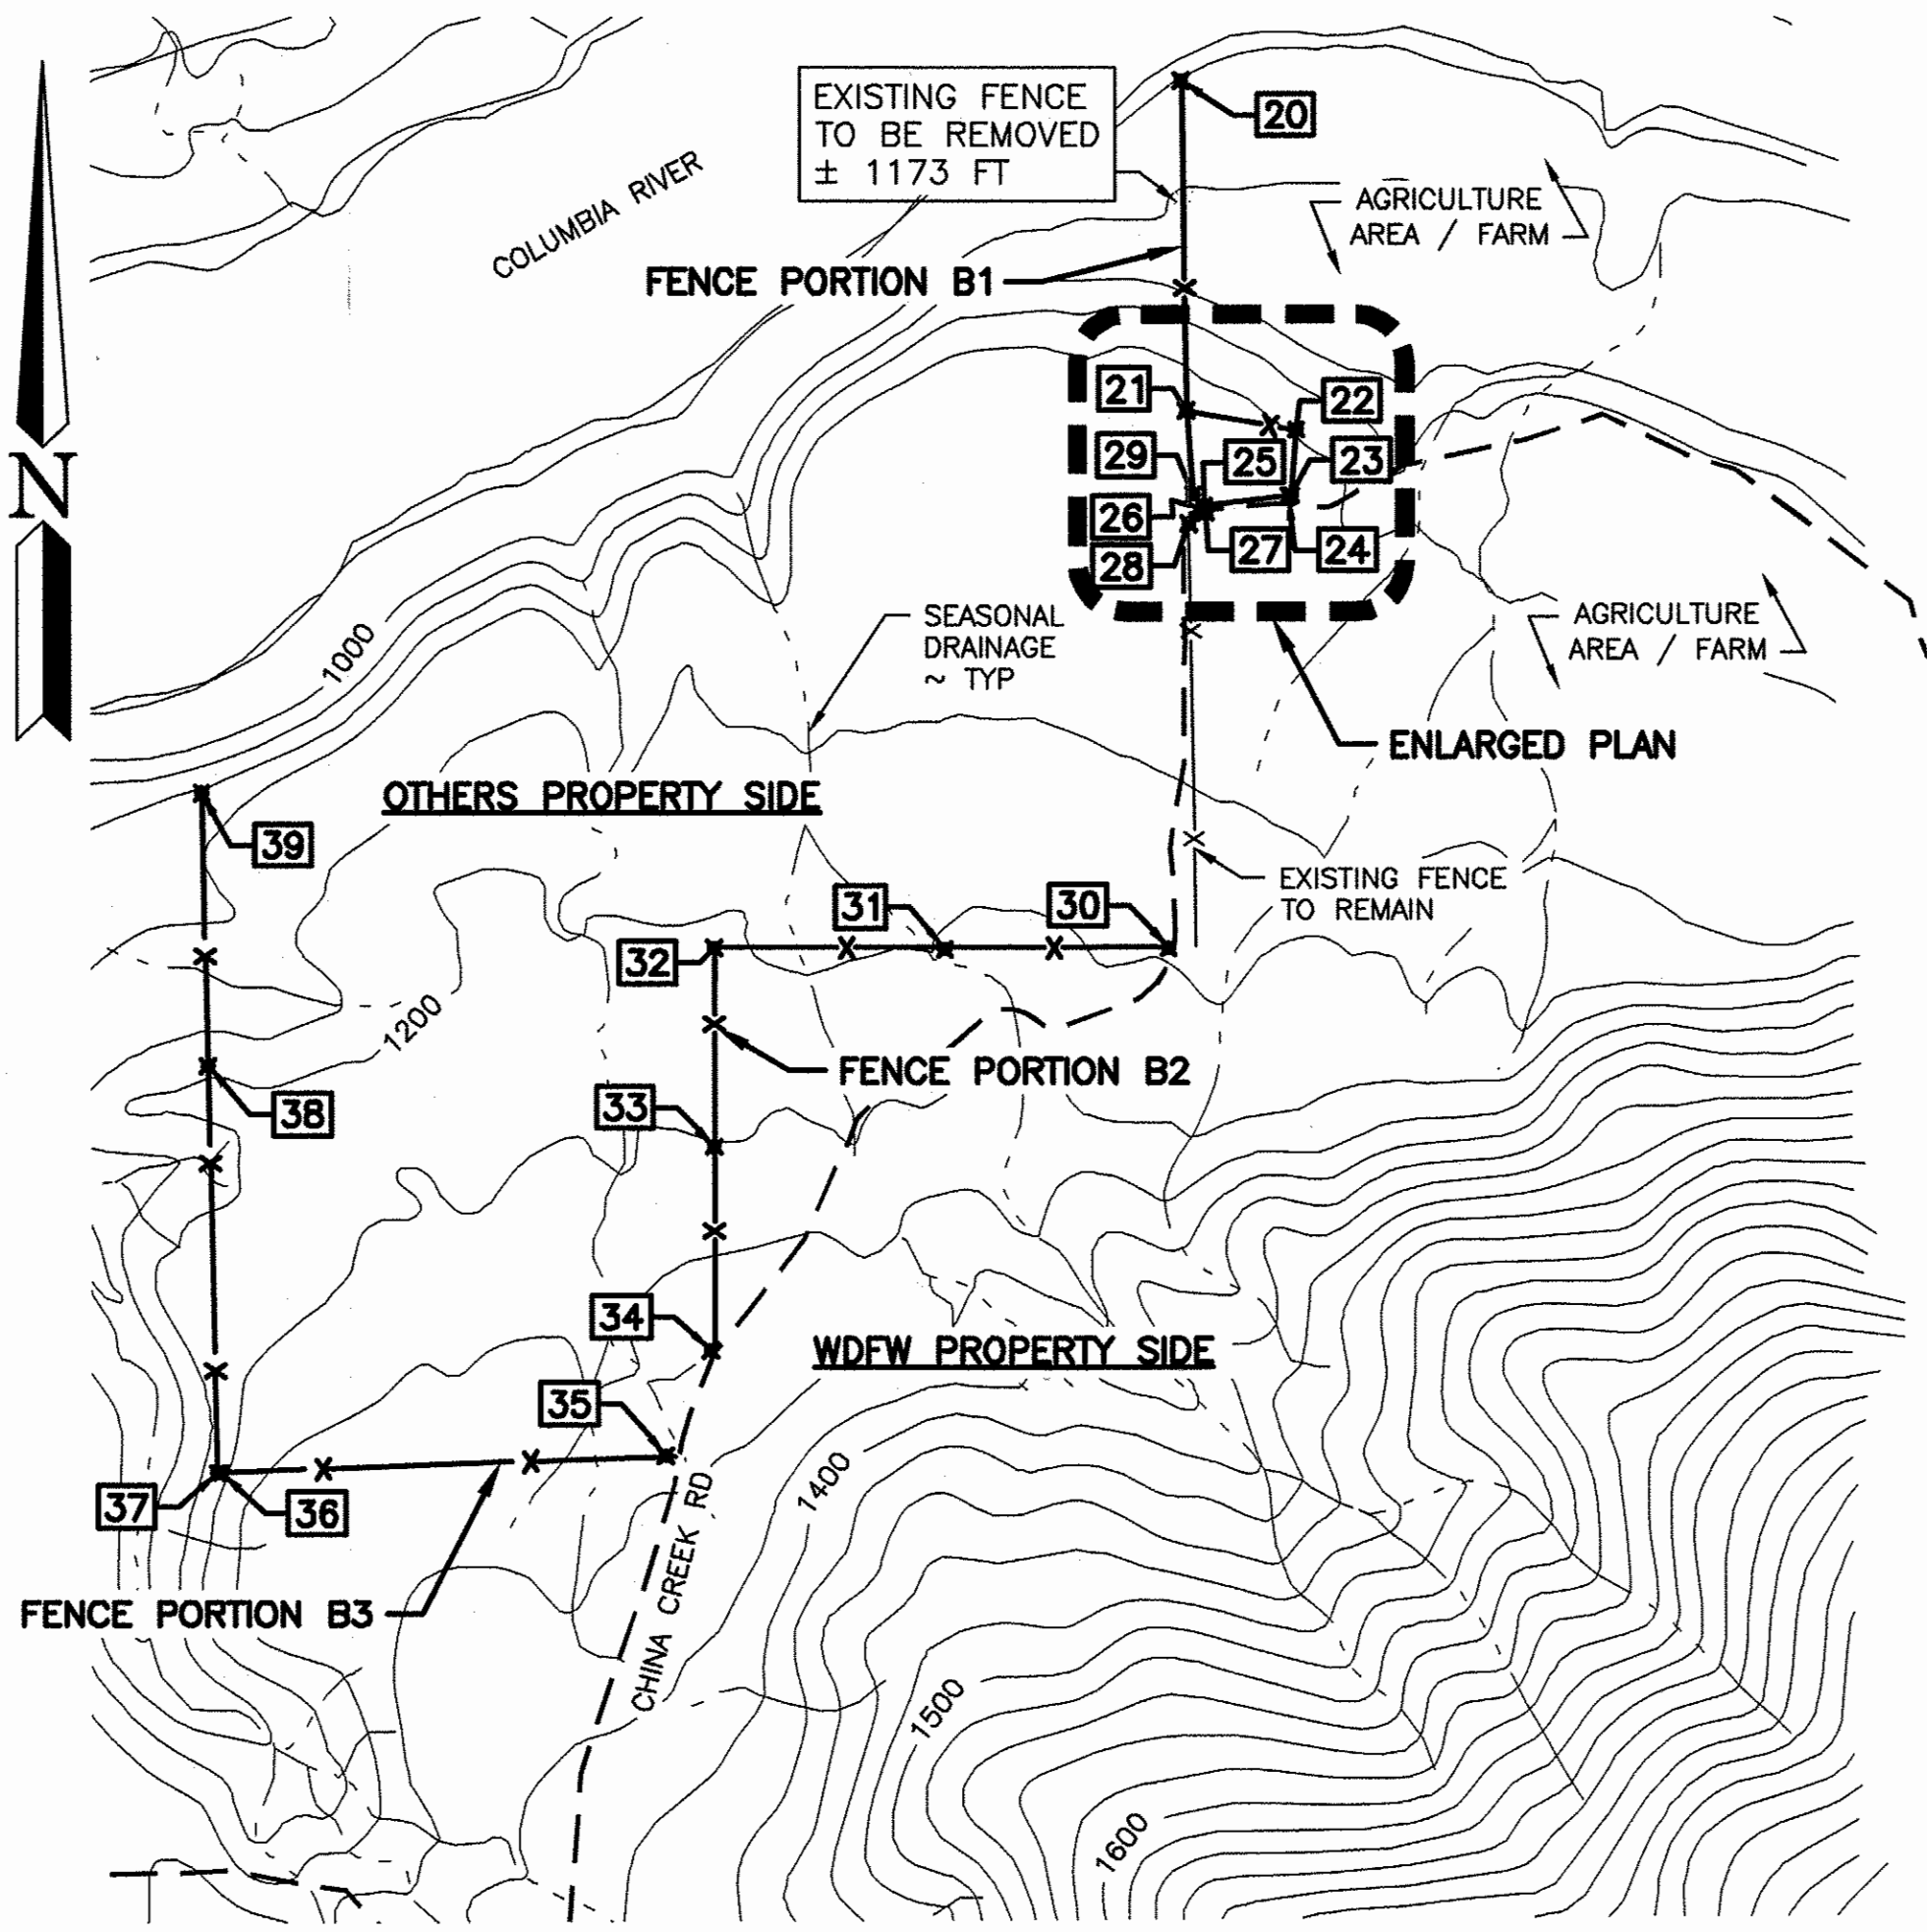 EXISTING FENCE
TO BE REMOVED
± 1173 FT
20
COLUMBIA RIVER
AGRICULTURE
AREA / FARM
FENCE PORTION B1
21
22
29
25
23
26
27
24
28
N
SEASONAL
DRAINAGE
~ TYP
AGRICULTURE
AREA / FARM
1000
ENLARGED PLAN
OTHERS PROPERTY SIDE
39
EXISTING FENCE
TO REMAIN
31
30
32
1200
FENCE PORTION B2
38
33
34
WDFW PROPERTY SIDE
35
1400
37
36
CHINA CREEK RD
FENCE PORTION B3
1500
1600